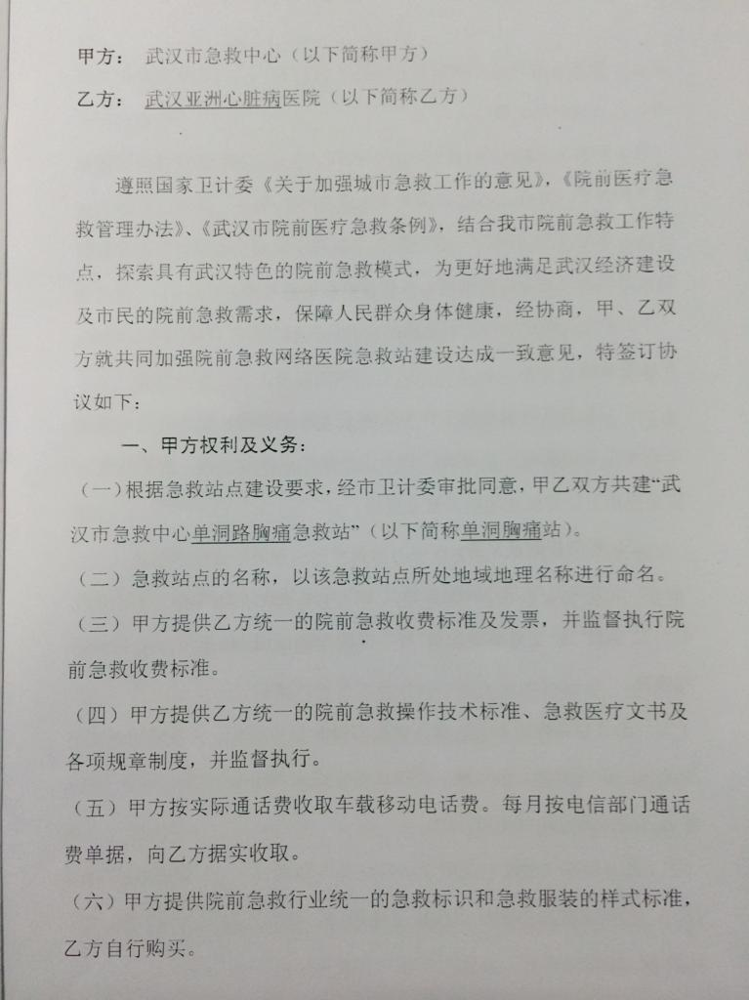 甲方： 武汉市急救中心（以下简称甲方）
乙方： 武汉亚洲心脏病医院（以下简称乙方）
遵照国家卫计委《关于加强城市急救工作的意见》，《院前医疗急
救管理办法》、《武汉市院前医疗急救条例》，结合我市院前急救工作特
点，探索具有武汉特色的院前急救模式，为更好地满足武汉经济建设
及市民的院前急救需求，保障人民群众身体健康，经协商，甲、乙双
方就共同加强院前急救网络医院急救站建设达成一致意见，特签订协
议如下：
一、甲方权利及义务：
（一）根据急救站点建设要求，经市卫计委审批同意，甲乙双方共建“武
汉市急救中心单洞路胸痛急救站”（以下简称单洞胸痛站）。
（二）急救站点的名称，以该急救站点所处地域地理名称进行命名。
（三）甲方提供乙方统一的院前急救收费标准及发票，并监督执行院
前急救收费标准。
（四）甲方提供乙方统一的院前急救操作技术标准、急救医疗文书及
各项规章制度，并监督执行。
（五）甲方按实际通话费收取车载移动电话费。每月按电信部门通话
费单据，向乙方据实收取。
（六）甲方提供院前急救行业统一的急救标识和急救服装的样式标准，
乙方自行购买。